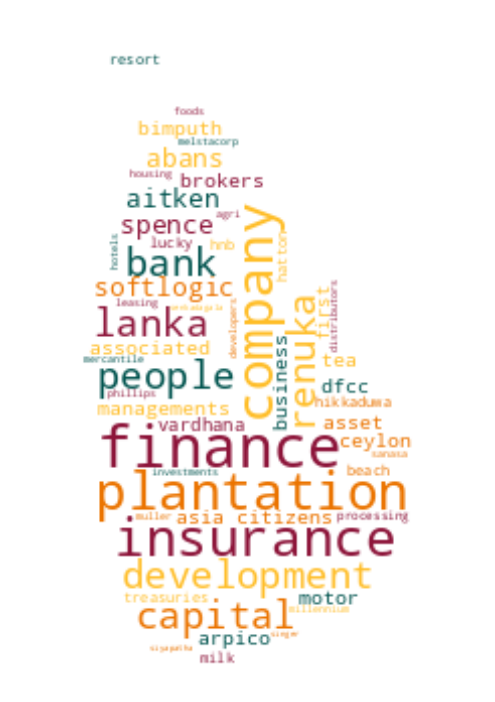 resort
foods
bimputh
melstacorp
abans
housing
brokers
aitken
agri
spence
company
lucky
hnb
hatton
hotels
bank
softlogic
renuka
first
distributors
leasing
developers
lanka
business
associated
tea
mercantile
people
dfcc
phillips
hikkaduwa
managements
vardhana
asset
finance
ceylon
sanasa
investments
beach
plantation
muller
asia citizens
processing
insurance
development
treasuries
motor
millennium
capital
arpico
singer
siyapatha
milk